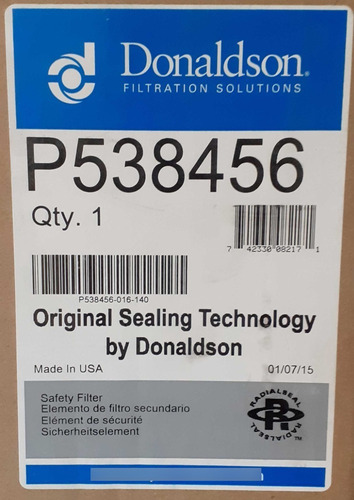 Donaldson®
FILTRATION SOLUTIONS
P538456
Qty. 1
7 42330 08217 1
P538456-016-140
Original Sealing Technology
by Donaldson
Made In USA
01/07/15
Safety Filter
Elemento de filtro secundario
Elément de sécurité
Sicherheitselement
RADIALSEAL
RADIALSEAL